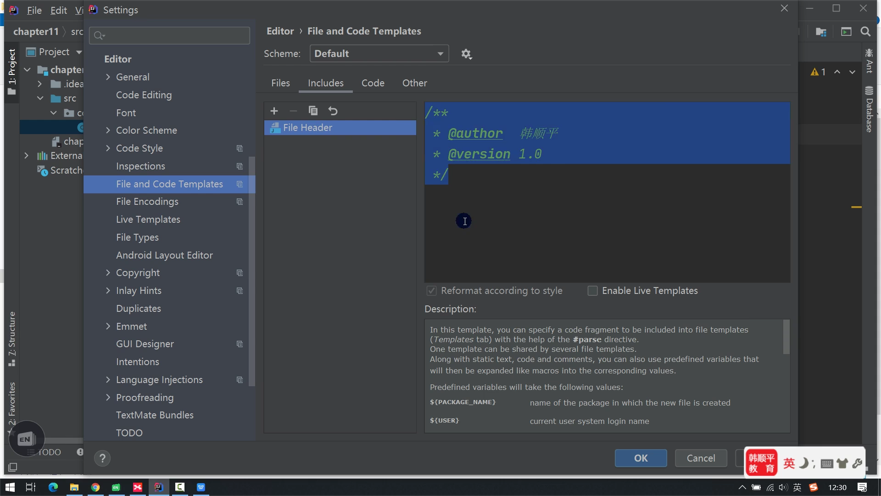 Settings
File Edit Vi
chapter11 src
Project
chapte
.idea
src
co
chap
Externa
Scratch
1: Project
Z: Structure
2: Favorites
TODO
EN
Editor
General
Code Editing
Font
Color Scheme
Code Style
Inspections
File and Code Templates
File Encodings
Live Templates
File Types
Android Layout Editor
Copyright
Inlay Hints
Duplicates
Emmet
GUI Designer
Intentions
Language Injections
Proofreading
TextMate Bundles
TODO
Editor › File and Code Templates
Scheme: Default
Files Includes Code Other
File Header
/**
* @author 韩顺平
* @version 1.0
*/
Reformat according to style Enable Live Templates
Description:
In this template, you can specify a code fragment to be included into file templates
(Templates tab) with the help of the #parse directive.
One template can be shared by several file templates.
Along with static text, code and comments, you can also use predefined variables that
will then be expanded like macros into the corresponding values.
Predefined variables will take the following values:
${PACKAGE_NAME} name of the package in which the new file is created
${USER} current user system login name
? OK Cancel
1
Ant
Database
韩顺平
教育
英
英 12:30